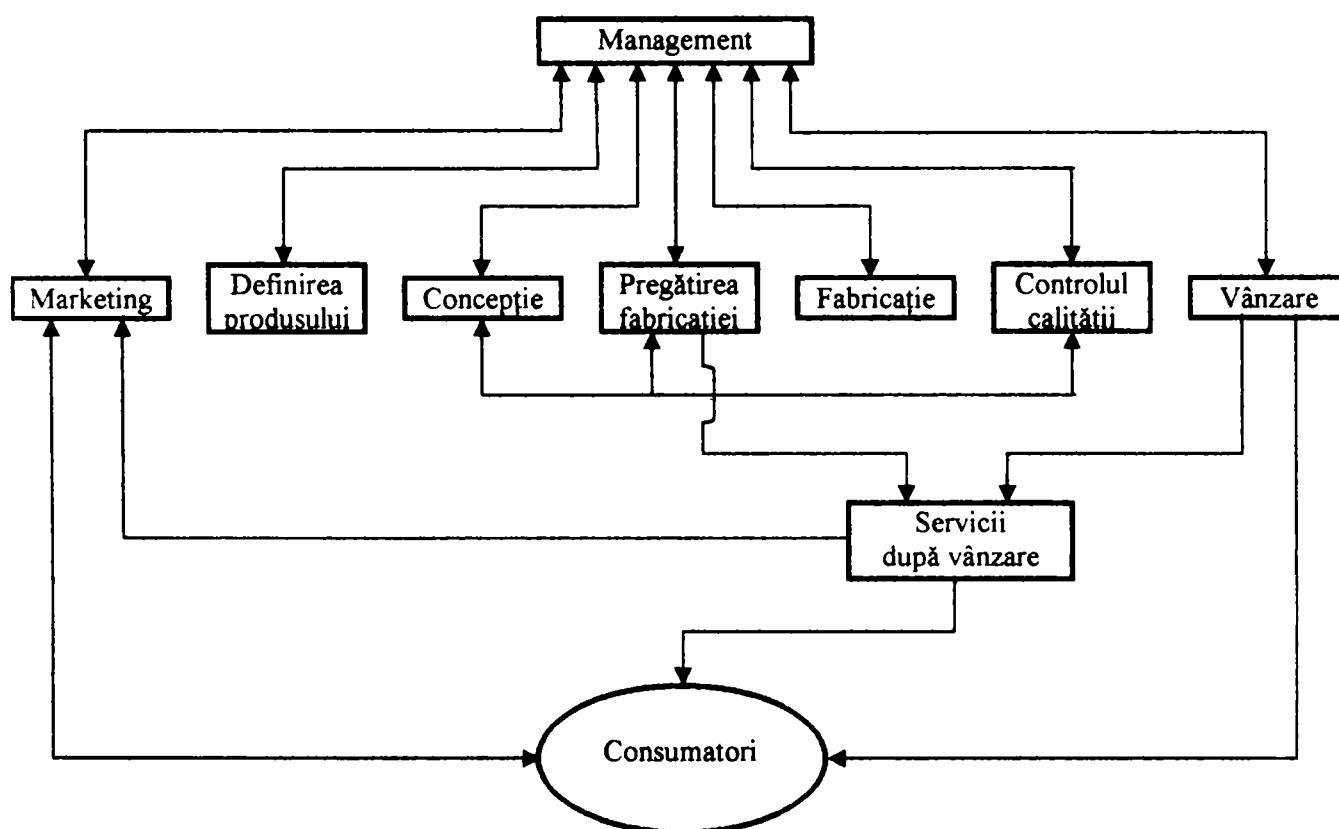 Management
Marketing
Definirea
produsului
Concepție
Pregătirea
fabricației
Fabricație
Controlul
calității
Vânzare
Servicii
după vânzare
Consumatori